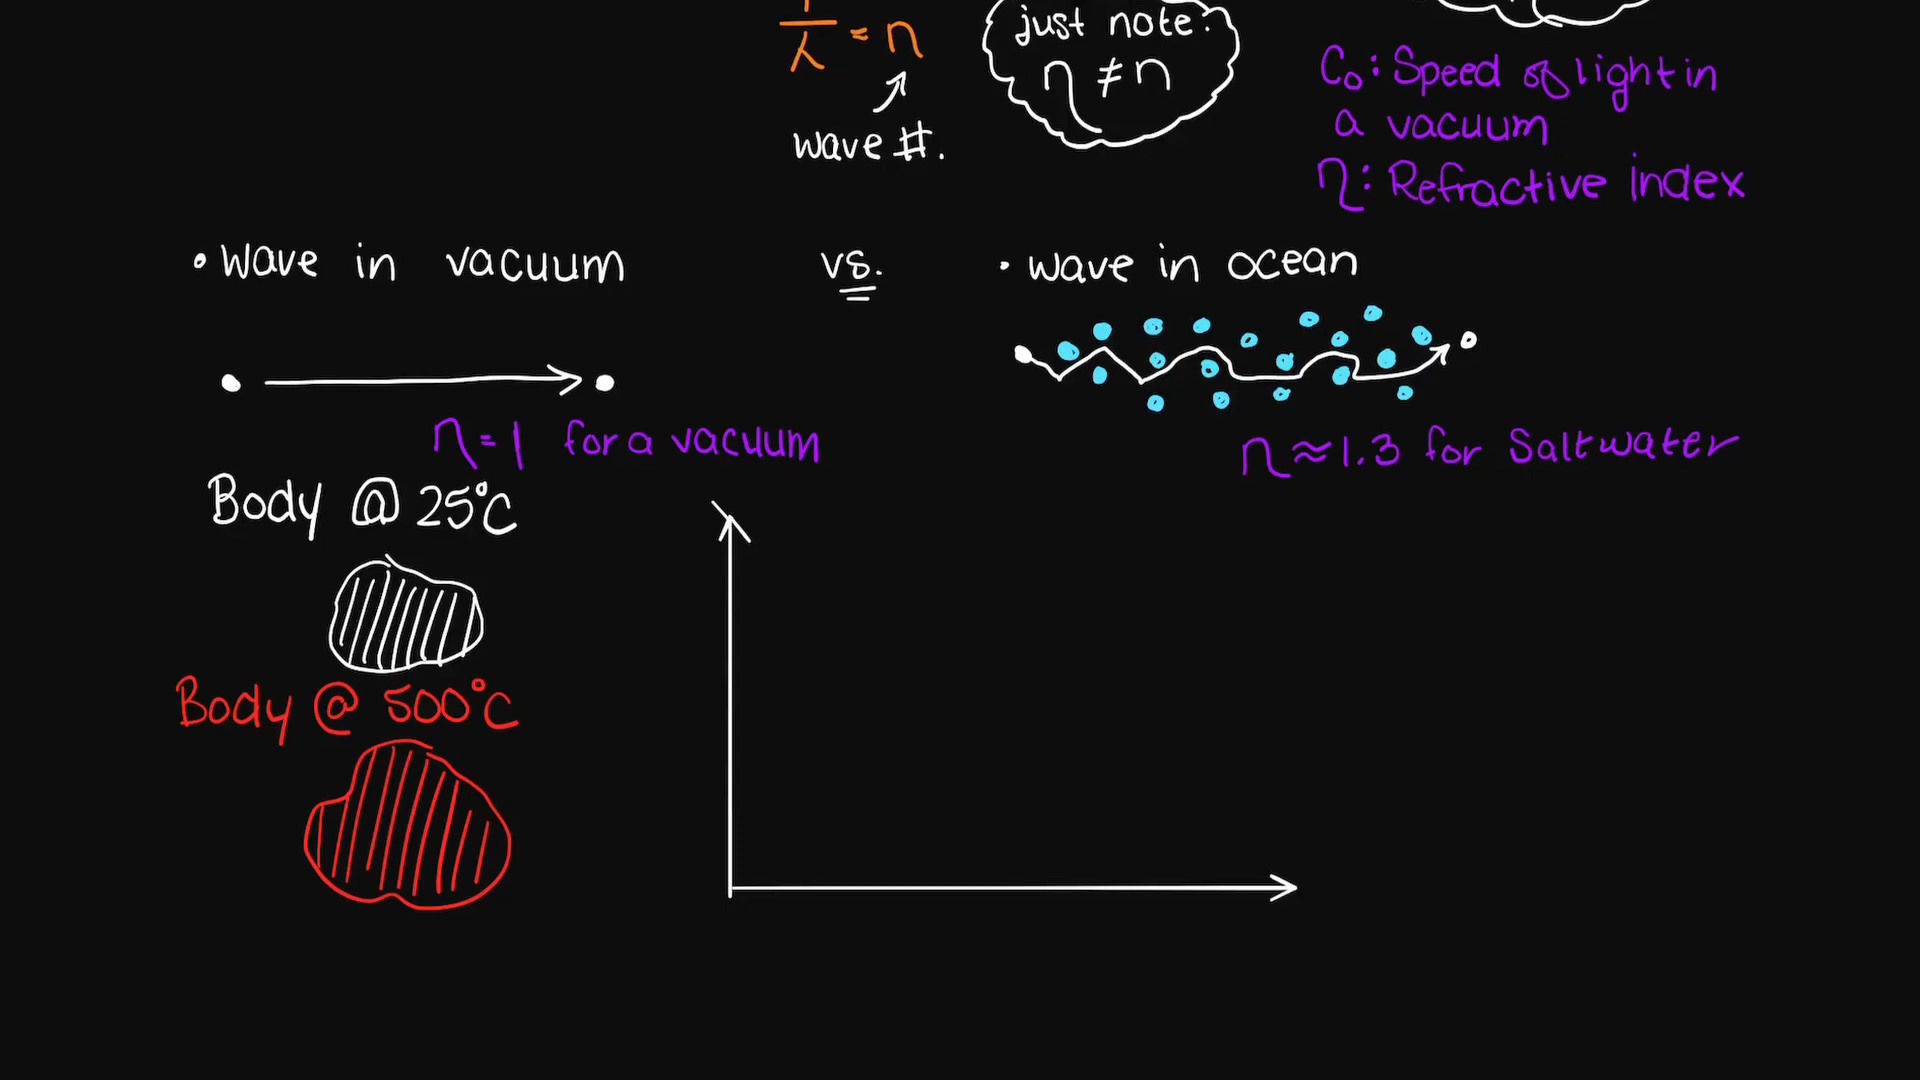 1/λ = n
wave #.
just note:
η ≠ n
C₀: Speed of light in
a vacuum
η: Refractive index
• wave in vacuum
vs.
• wave in ocean
η = 1 for a vacuum
η ≈ 1.3 for Saltwater
Body @ 25°C
Body @ 500°C